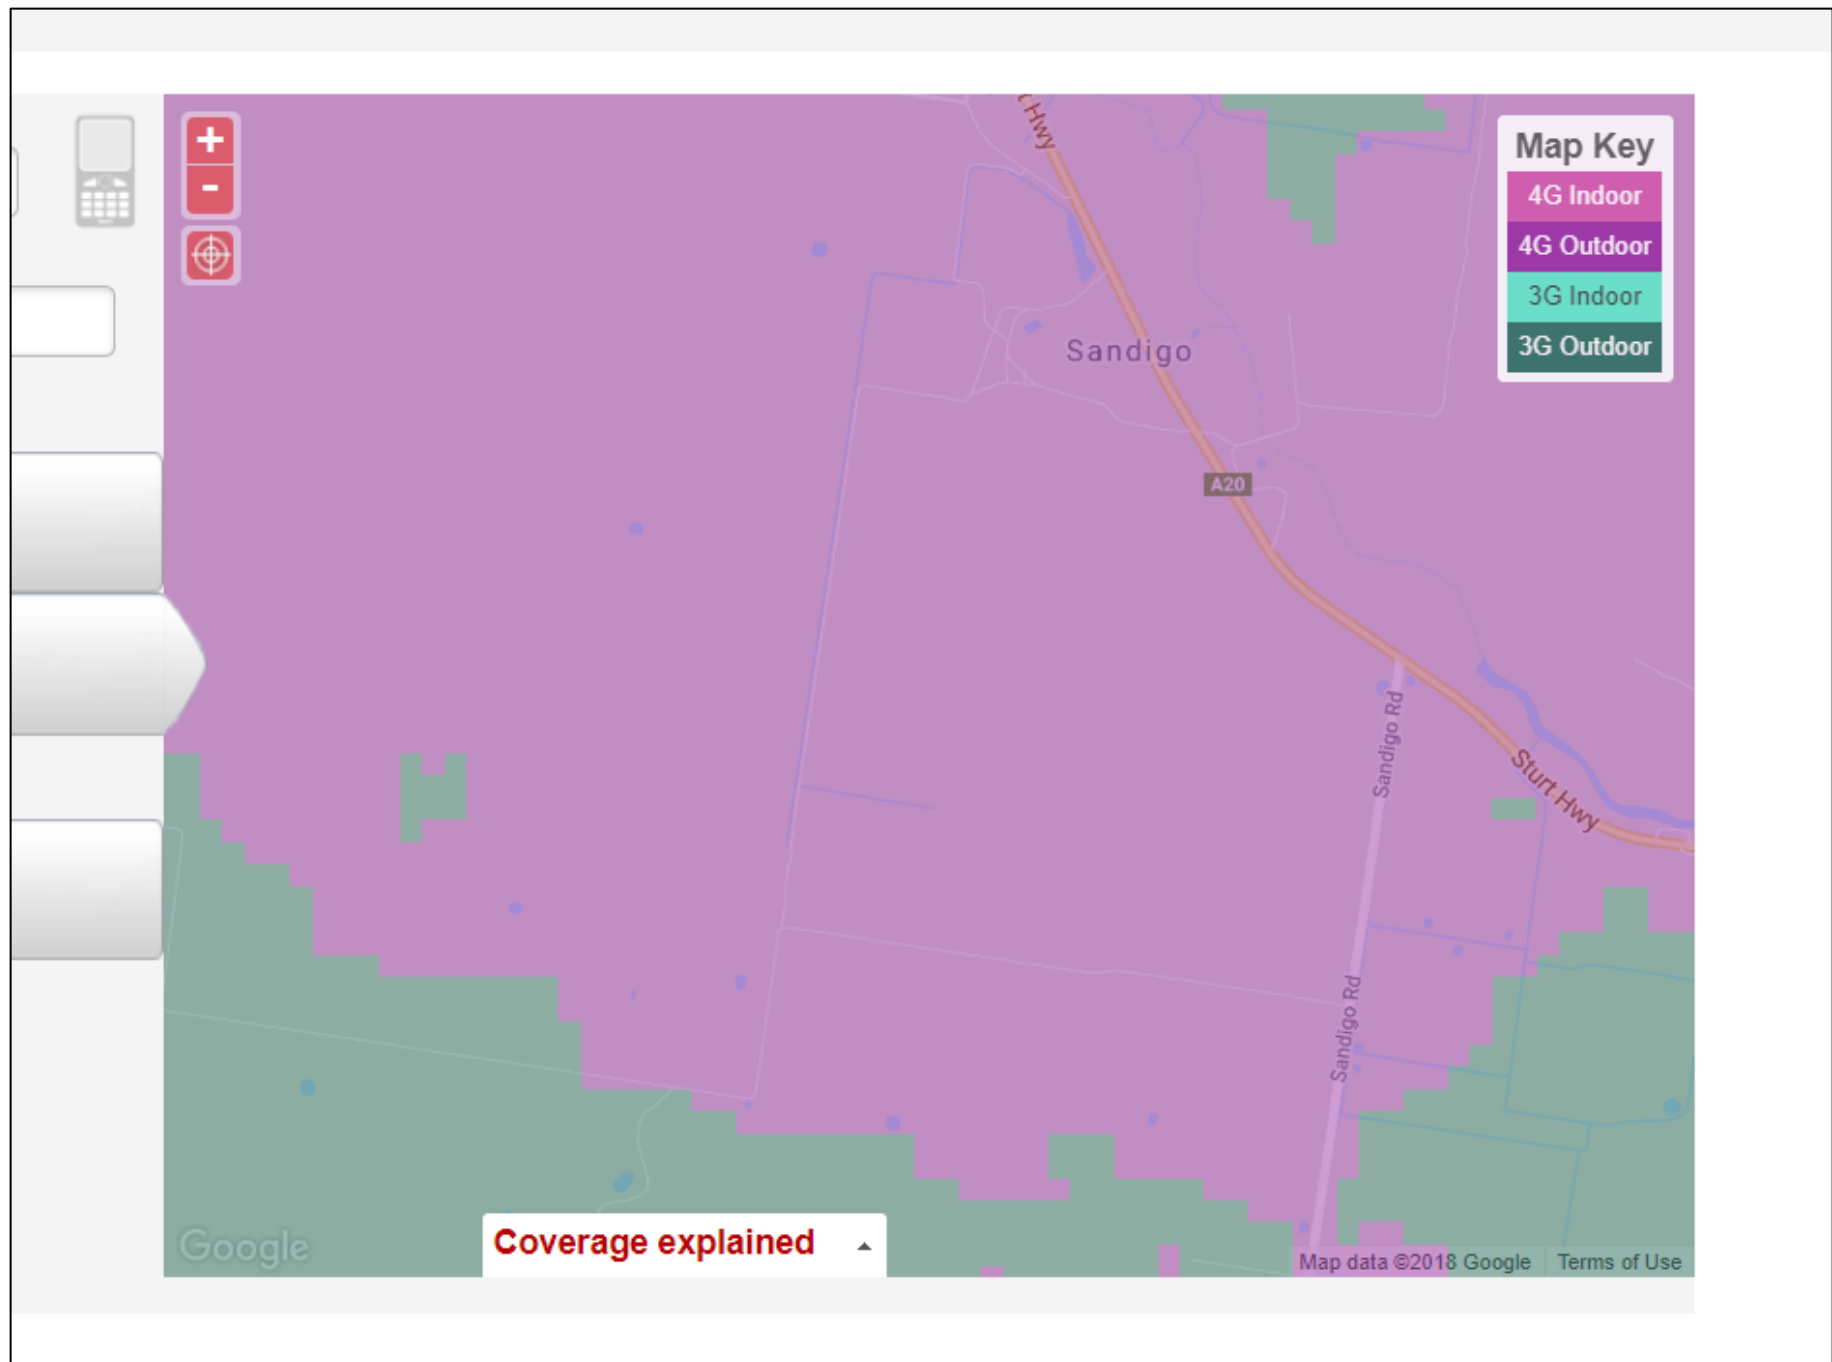 t Hwy
+
-
Map Key
4G Indoor
4G Outdoor
3G Indoor
3G Outdoor
Sandigo
A20
Sandigo Rd
Sturt Hwy
Sandigo Rd
Google
Coverage explained
Map data ©2018 Google
Terms of Use